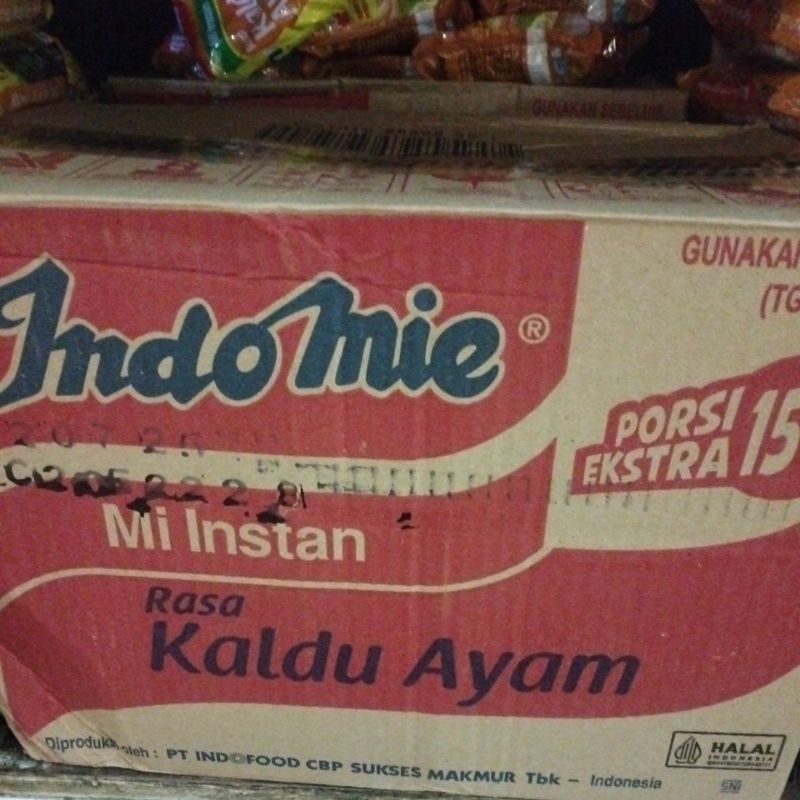 GUNAKAN SEBELUM
GUNAKAN
(TG
Indomie®
PORSI
EKSTRA 15
Mi Instan
Rasa
Kaldu Ayam
Diproduksi oleh : PT INDOFOOD CBP SUKSES MAKMUR Tbk – Indonesia
HALAL
INDONESIA
SNI